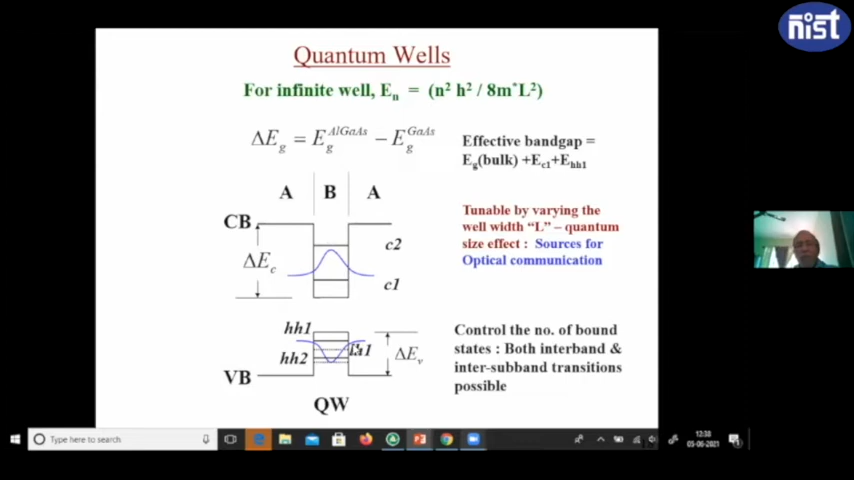 nist
Quantum Wells
For infinite well, En = (n² h² / 8m*L²)
ΔEg = Eg^AlGaAs − Eg^GaAs
Effective bandgap =
Eg(bulk) +Ec1+Ehh1
A B A
CB
c2
ΔEc
c1
Tunable by varying the
well width “L” – quantum
size effect : Sources for
Optical communication
hh1
hh2
ΔEv
VB
QW
Control the no. of bound
states : Both interband &
inter-subband transitions
possible
Type here to search
12:38
05-06-2021